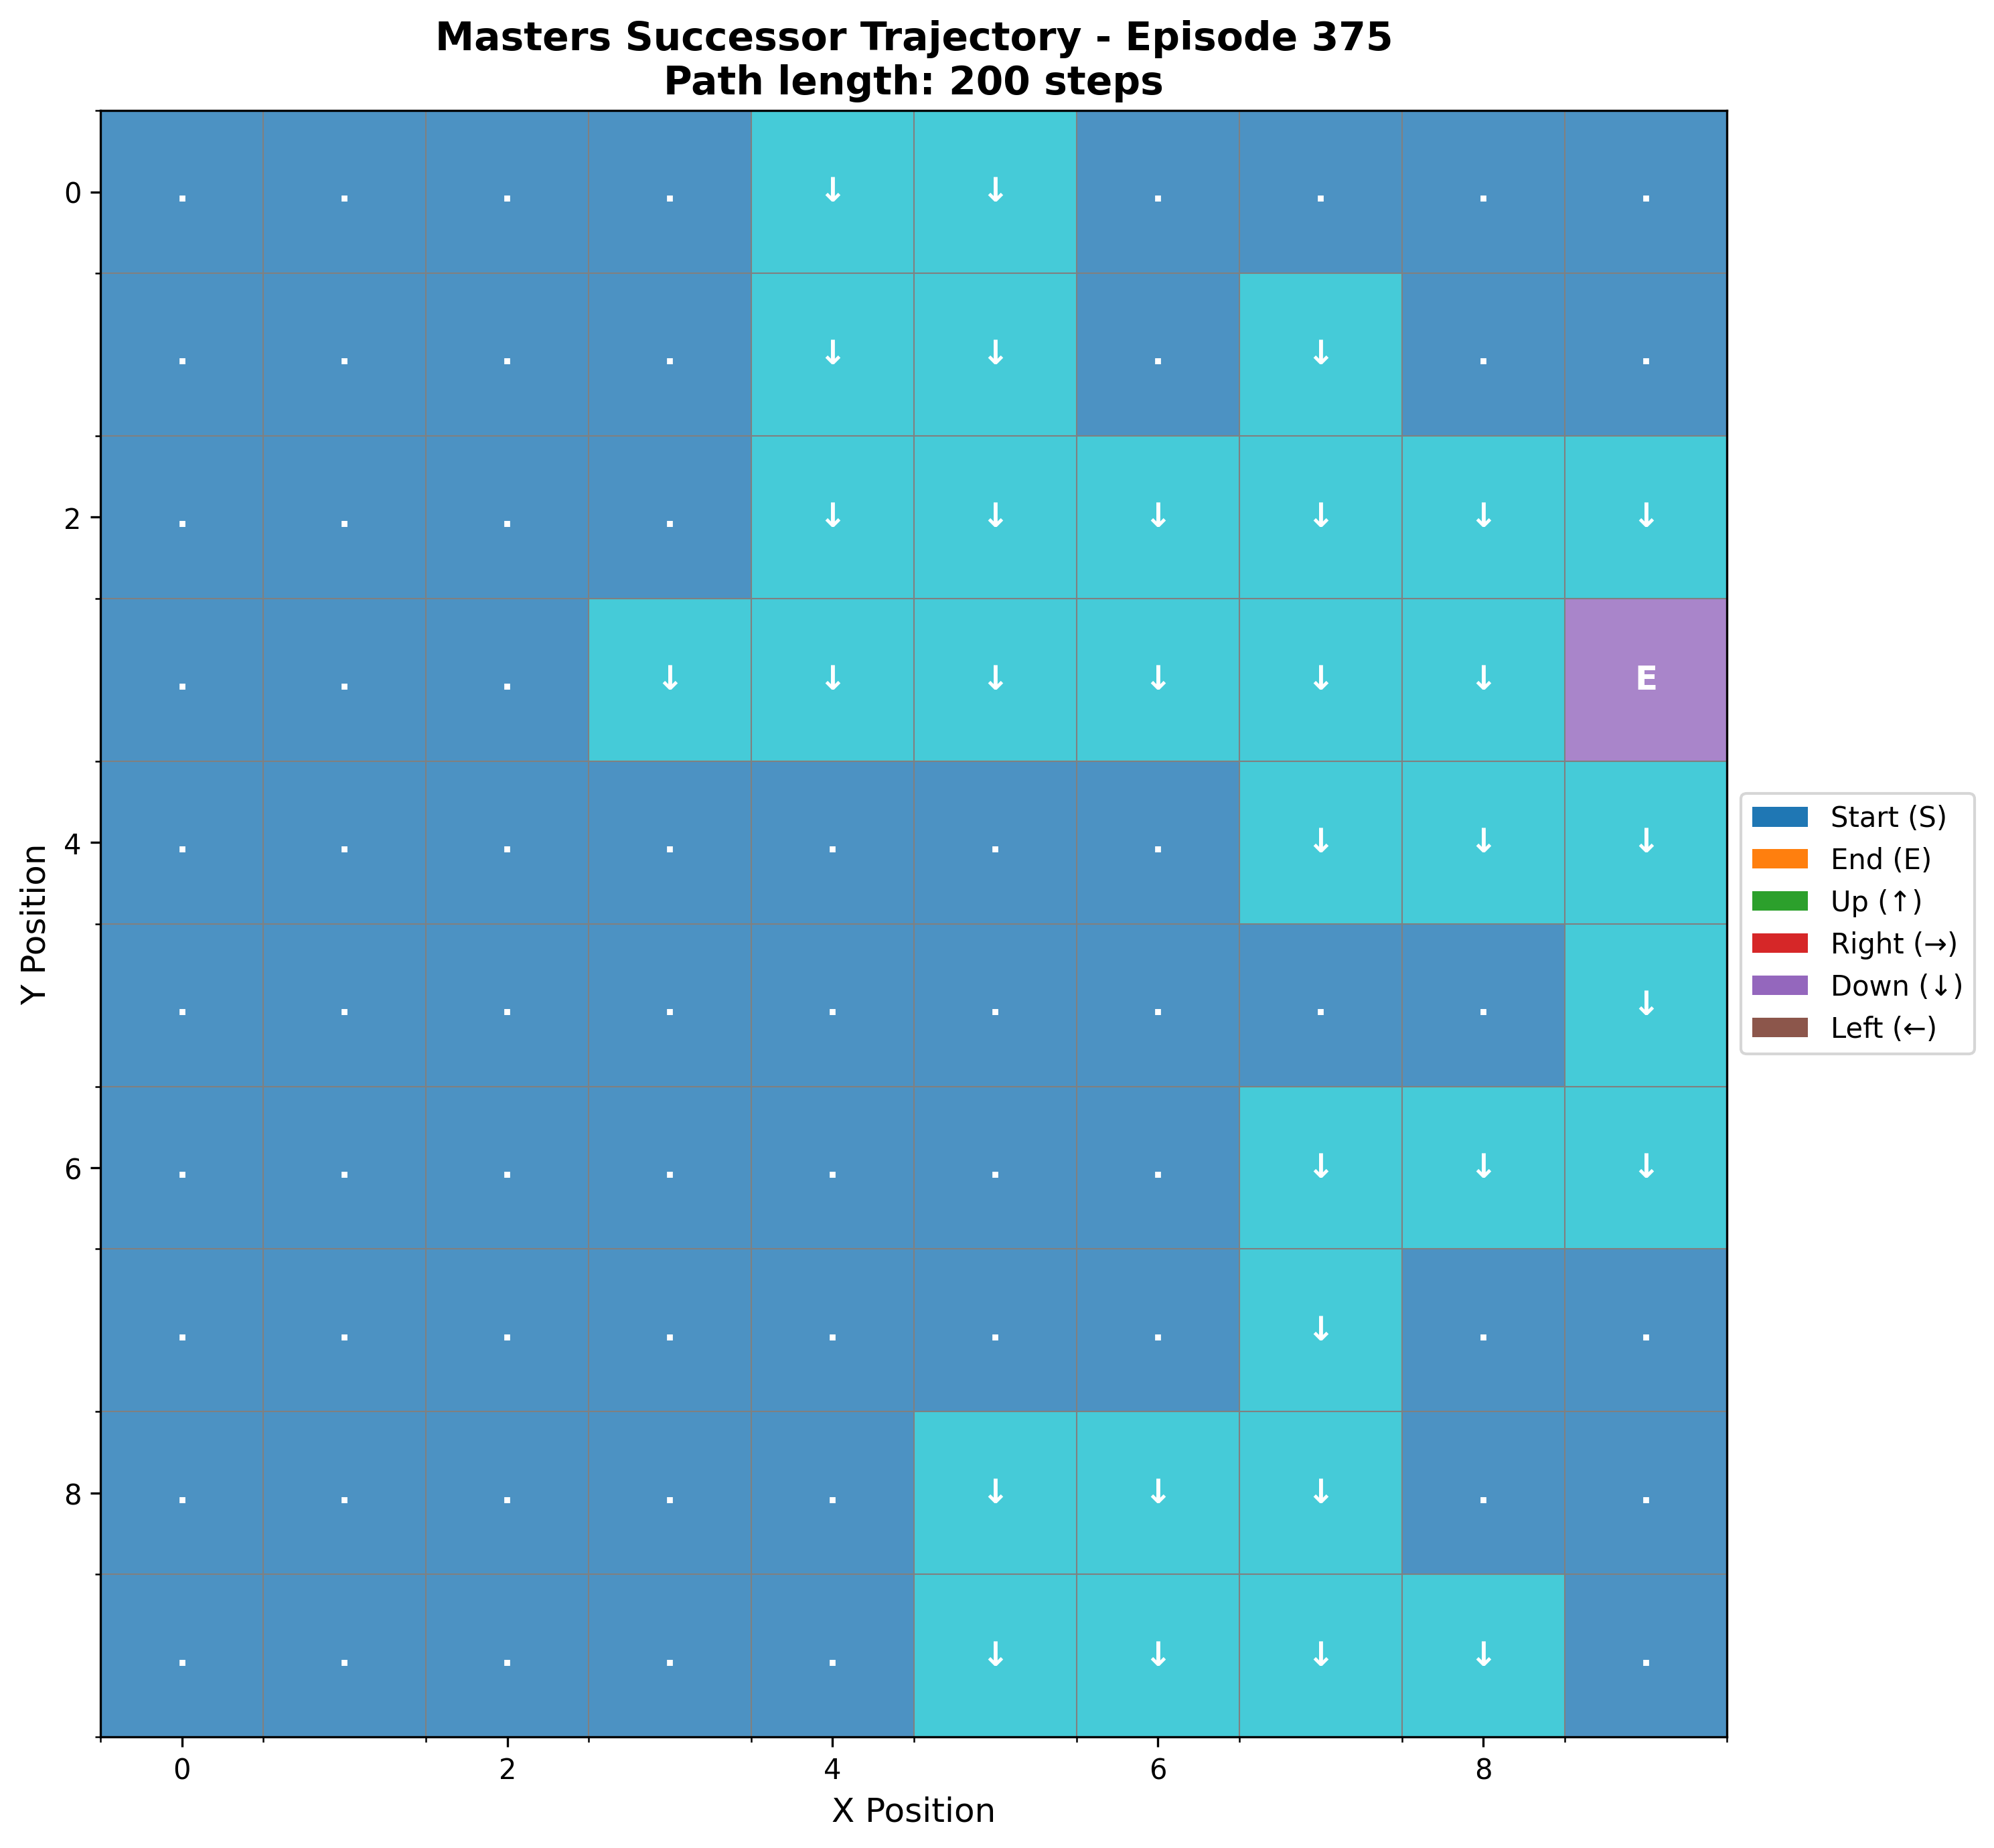 Masters Successor Trajectory - Episode 375
Path length: 200 steps
0 . . . . ↓ ↓ . . . .
. . . . ↓ ↓ . ↓ . .
2 . . . . ↓ ↓ ↓ ↓ ↓ ↓
. . . ↓ ↓ ↓ ↓ ↓ ↓ E
4 . . . . . . . ↓ ↓ ↓
. . . . . . . . . ↓
6 . . . . . . . ↓ ↓ ↓
. . . . . . . ↓ . .
8 . . . . . ↓ ↓ ↓ . .
. . . . . ↓ ↓ ↓ ↓ .
0 2 4 6 8
X Position
Y Position
Start (S)
End (E)
Up (↑)
Right (→)
Down (↓)
Left (←)